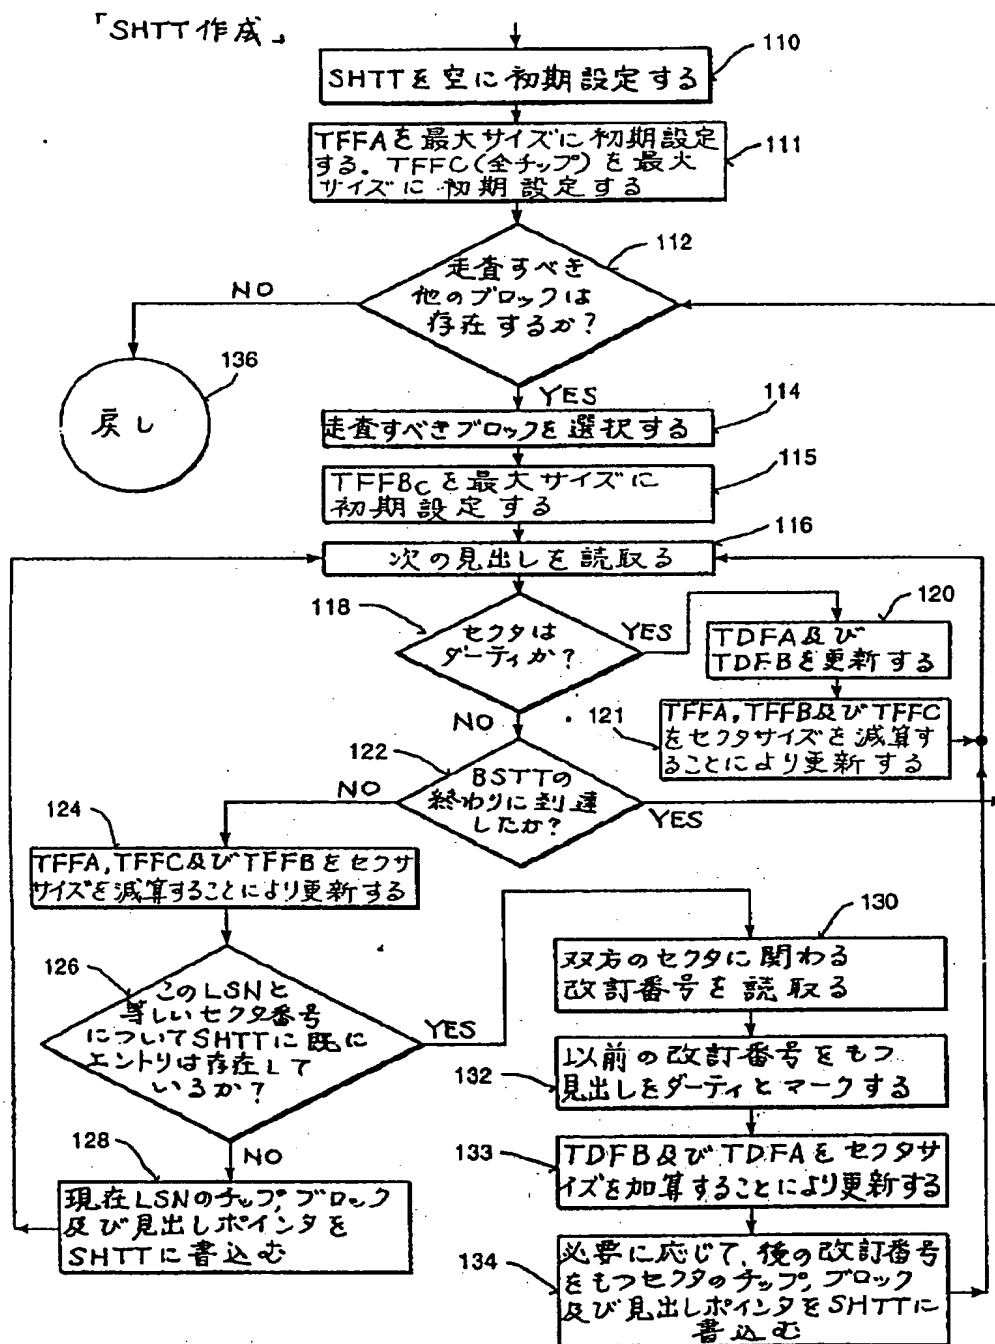 「SHTT作成」
110
SHTTを空に初期設定する
TFFAを最大サイズに初期設定
する．TFFC(全チップ)を最大
サイズに初期設定する
111
112
走査すべき
他のブロックは
存在するか？
NO
136
戻し
YES
114
走査すべきブロックを選択する
115
TFFBcを最大サイズに
初期設定する
116
次の見出しを読取る
118
セクタは
ダーティか？
YES
120
TDFA及び
TDFBを更新する
NO
121
TFFA，TFFB及びTFFC
をセクタサイズを減算す
ることにより更新する
122
BSTTの
終わりに到達
したか？
NO
YES
124
TFFA，TFFC及びTFFBをセクサ
サイズを減算することにより更新する
126
このLSNと
等しいセクタ番号
についてSHTTに既に
エントリは存在して
いるか？
YES
130
双方のセクタに関わる
改訂番号を読取る
132
以前の改訂番号をもつ
見出しをダーティとマークする
NO
128
現在LSNのチップ，ブロック
及び見出しポインタを
SHTTに書込む
133
TDFB及びTDFAをセクタサ
イズを加算することにより更新する
134
必要に応じて，後の改訂番号
をもつセクタのチップ，ブロック
及び見出しポインタをSHTTに
書込む